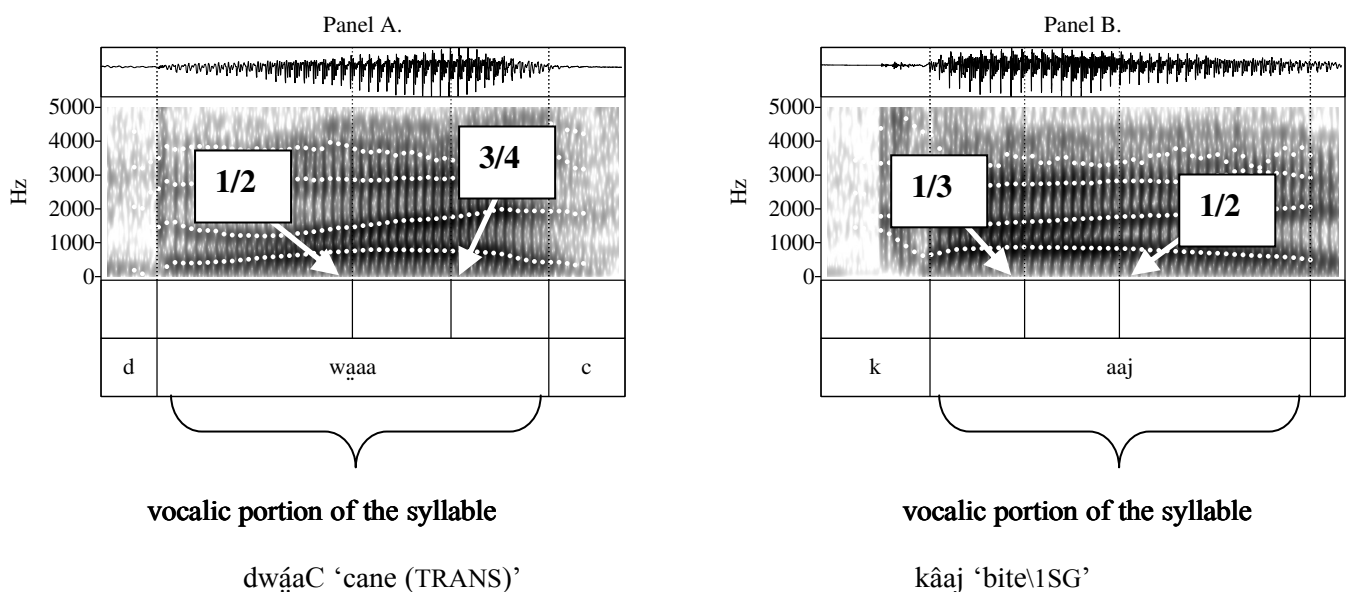 Panel A.
5000
4000
3000
2000
1000
0
Hz
1/2
3/4
d
wa̤aa
c
vocalic portion of the syllable
dwá̤aC ‘cane (TRANS)’
Panel B.
5000
4000
3000
2000
1000
0
Hz
1/3
1/2
k
aaj
vocalic portion of the syllable
kâaj ‘bite\1SG’